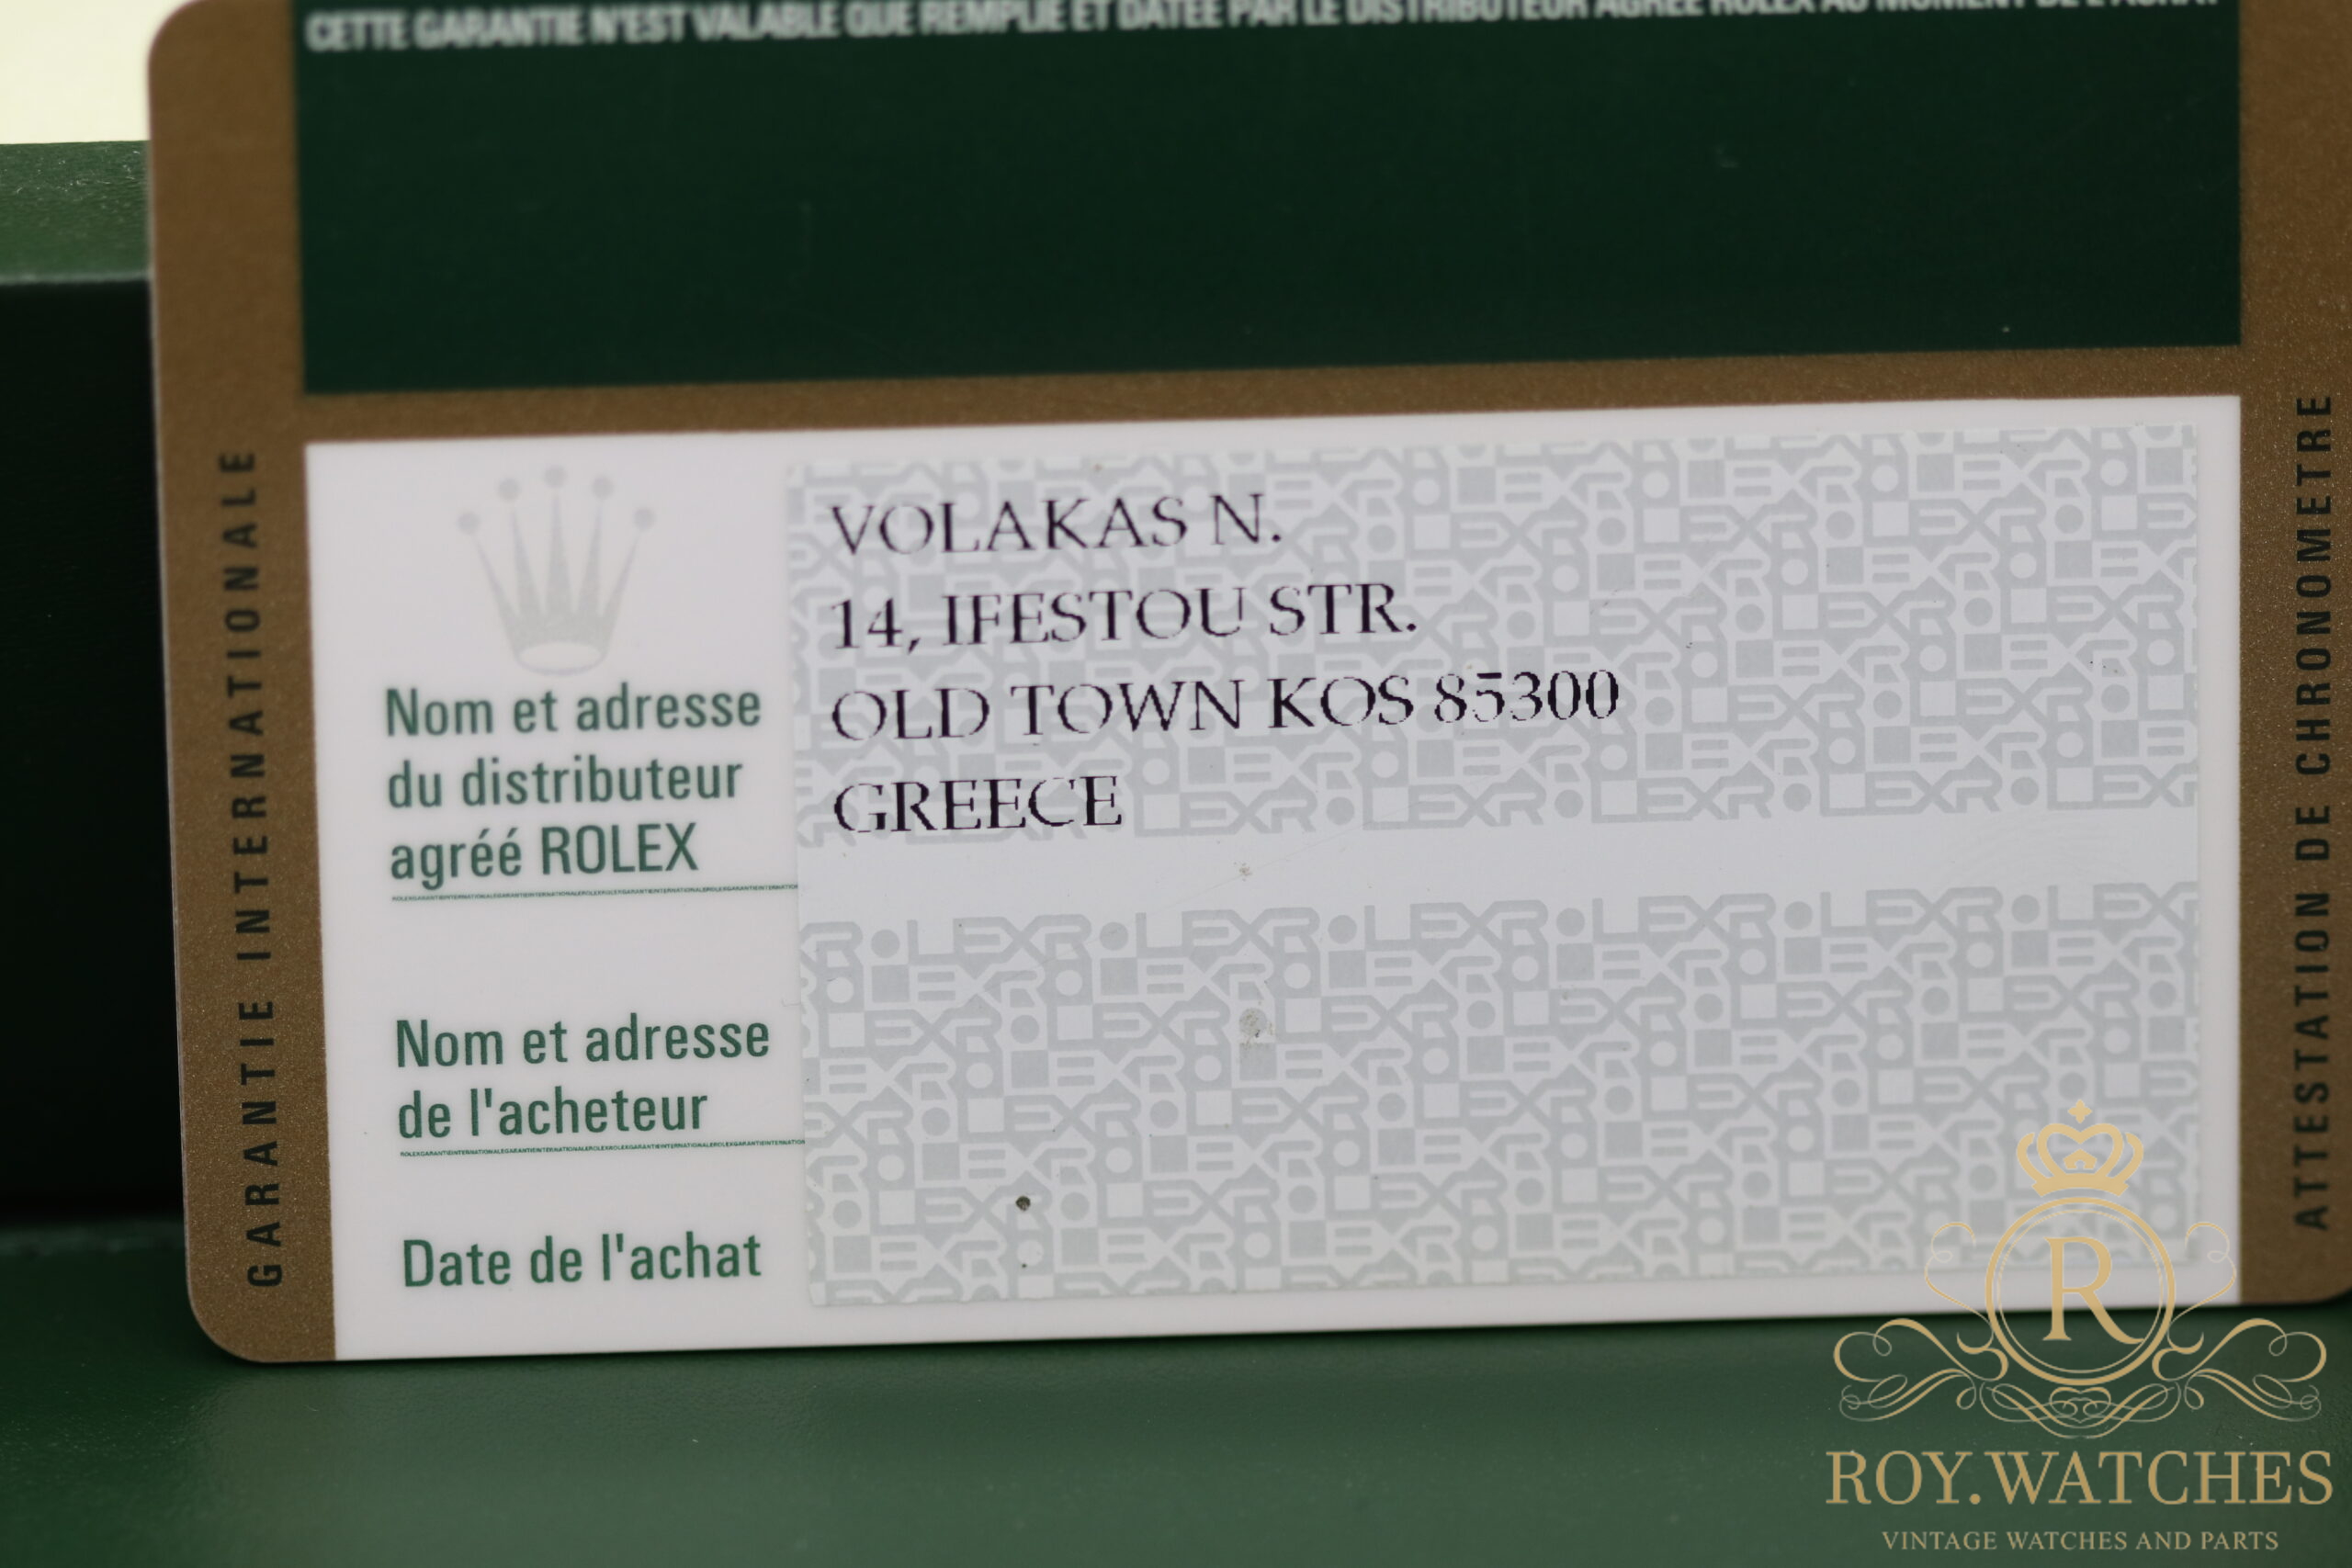 CETTE GARANTIE N'EST VALABLE QUE REMPLIE ET DATÉE PAR LE DISTRIBUTEUR AGRÉÉ ROLEX AU MOMENT DE L'ACHAT
GARANTIE INTERNATIONALE
Nom et adresse
du distributeur
agréé ROLEX
VOLAKAS N.
14, IFESTOU STR.
OLD TOWN KOS 85300
GREECE
Nom et adresse
de l'acheteur
Date de l'achat
ATTESTATION DE CHRONOMETRE
R
ROY.WATCHES
VINTAGE WATCHES AND PARTS